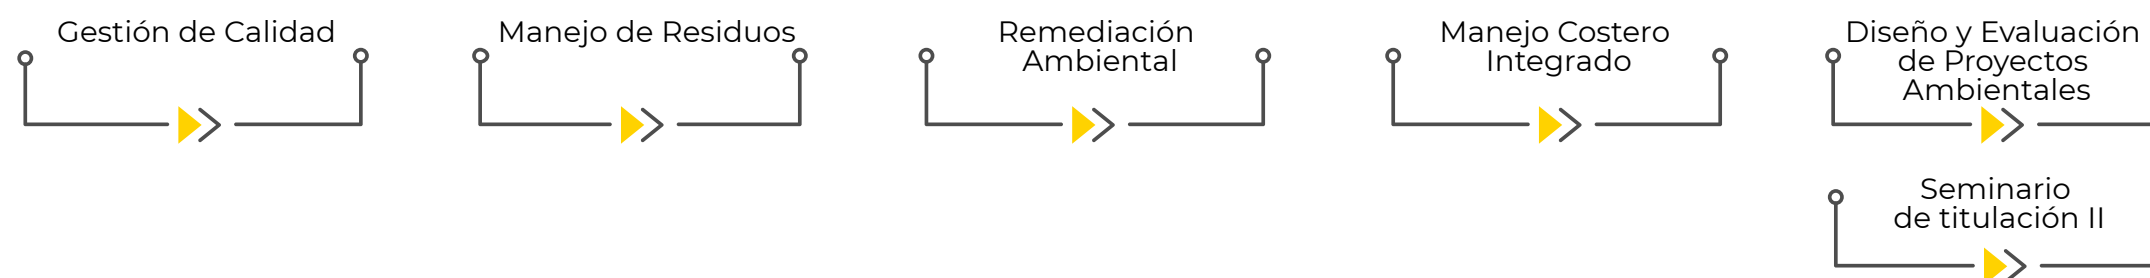 Gestión de Calidad
Manejo de Residuos
Remediación
Ambiental
Manejo Costero
Integrado
Diseño y Evaluación
de Proyectos
Ambientales
Seminario
de titulación II